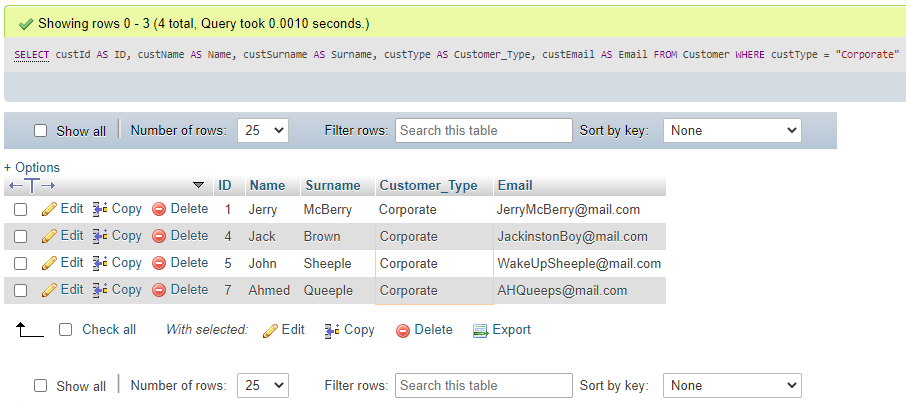 Showing rows 0 - 3 (4 total, Query took 0.0010 seconds.)
SELECT custId AS ID, custName AS Name, custSurname AS Surname, custType AS Customer_Type, custEmail AS Email FROM Customer WHERE custType = "Corporate"
Show all Number of rows: 25 Filter rows: Search this table Sort by key: None
+ Options
ID Name Surname Customer_Type Email
Edit Copy Delete 1 Jerry McBerry Corporate JerryMcBerry@mail.com
Edit Copy Delete 4 Jack Brown Corporate JackinstonBoy@mail.com
Edit Copy Delete 5 John Sheeple Corporate WakeUpSheeple@mail.com
Edit Copy Delete 7 Ahmed Queeple Corporate AHQueeps@mail.com
Check all With selected: Edit Copy Delete Export
Show all Number of rows: 25 Filter rows: Search this table Sort by key: None